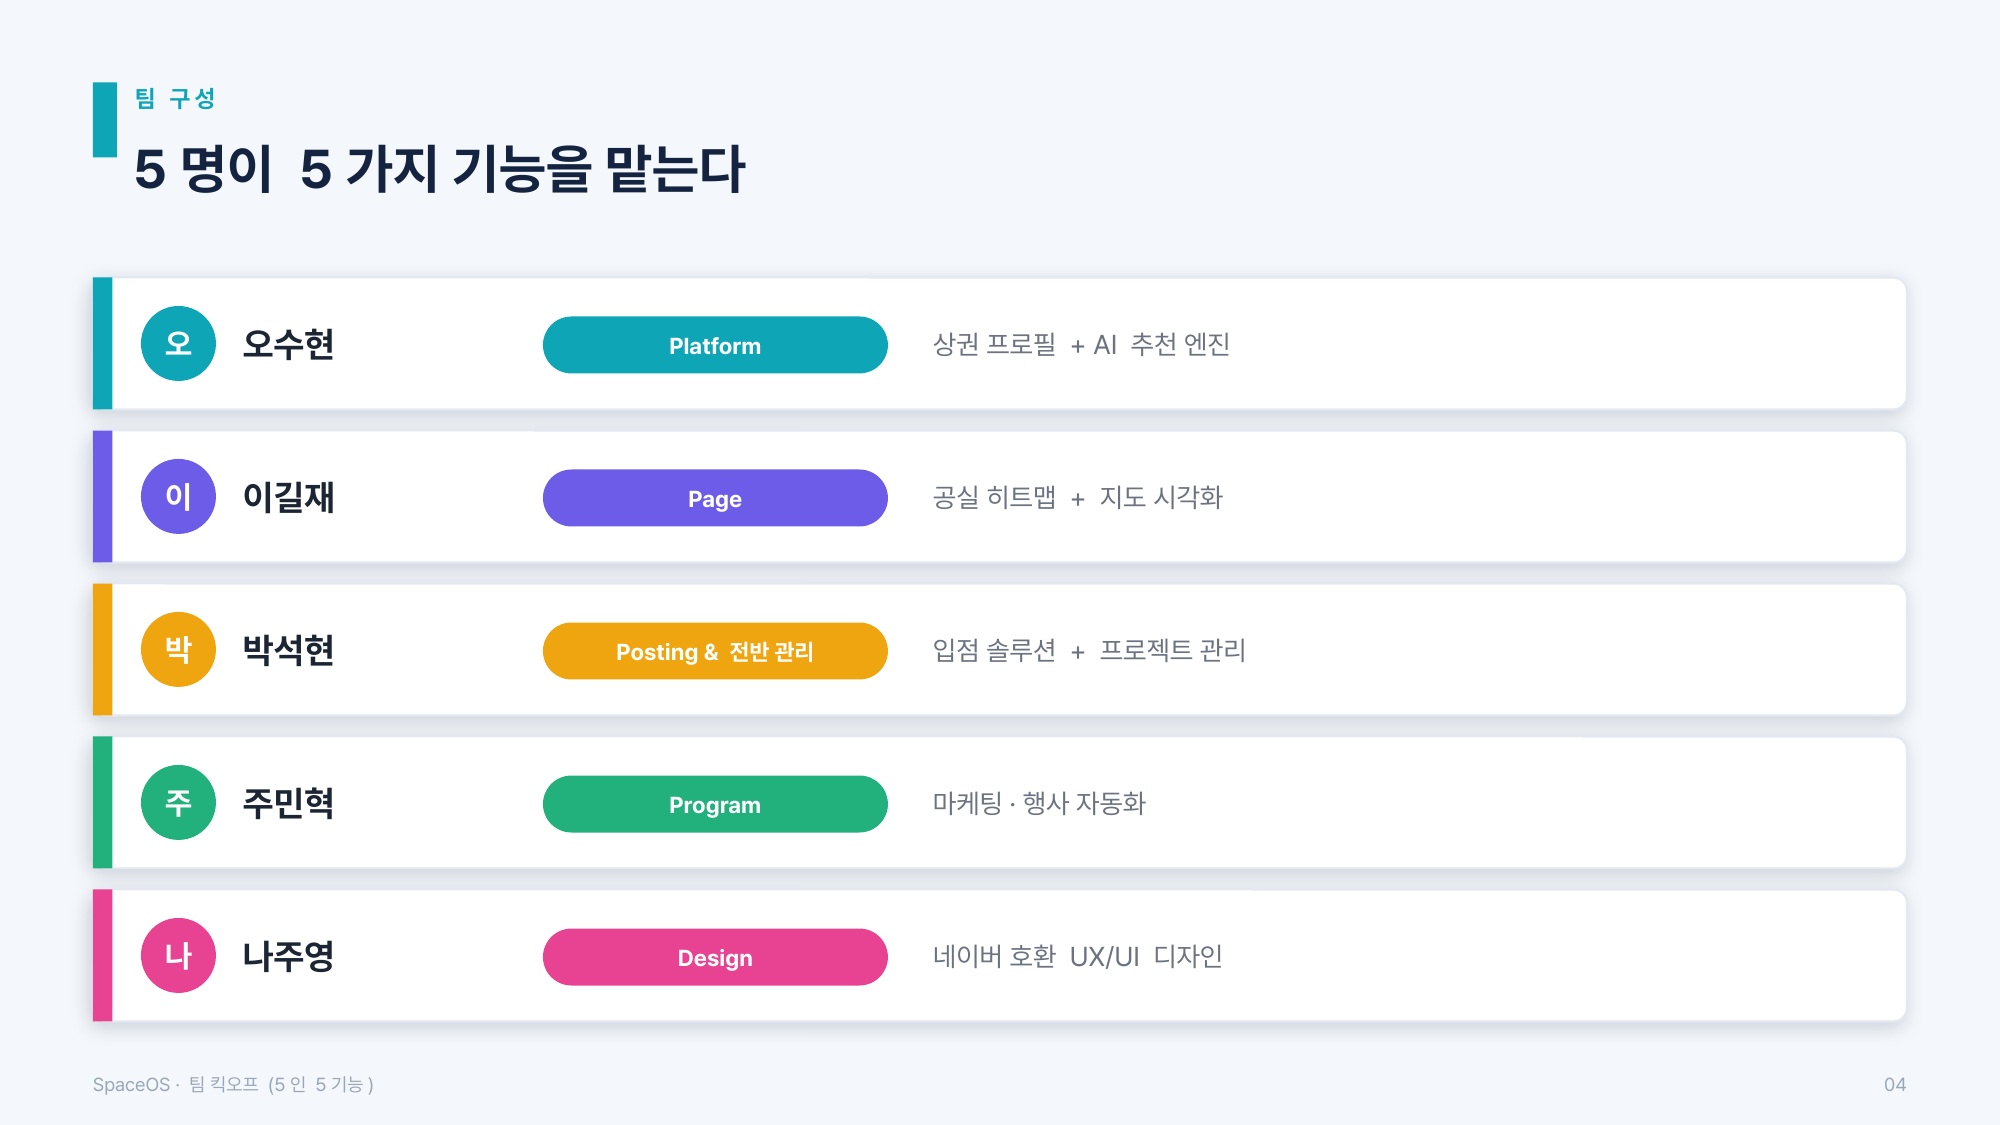 팀 구성
5 명이 5 가지 기능을 맡는다
오 오수현 Platform 상권 프로필 + AI 추천 엔진
이 이길재 Page 공실 히트맵 + 지도 시각화
박 박석현 Posting & 전반 관리 입점 솔루션 + 프로젝트 관리
주 주민혁 Program 마케팅 · 행사 자동화
나 나주영 Design 네이버 호환 UX/UI 디자인
SpaceOS · 팀 킥오프 (5 인 5 기능 ) 04